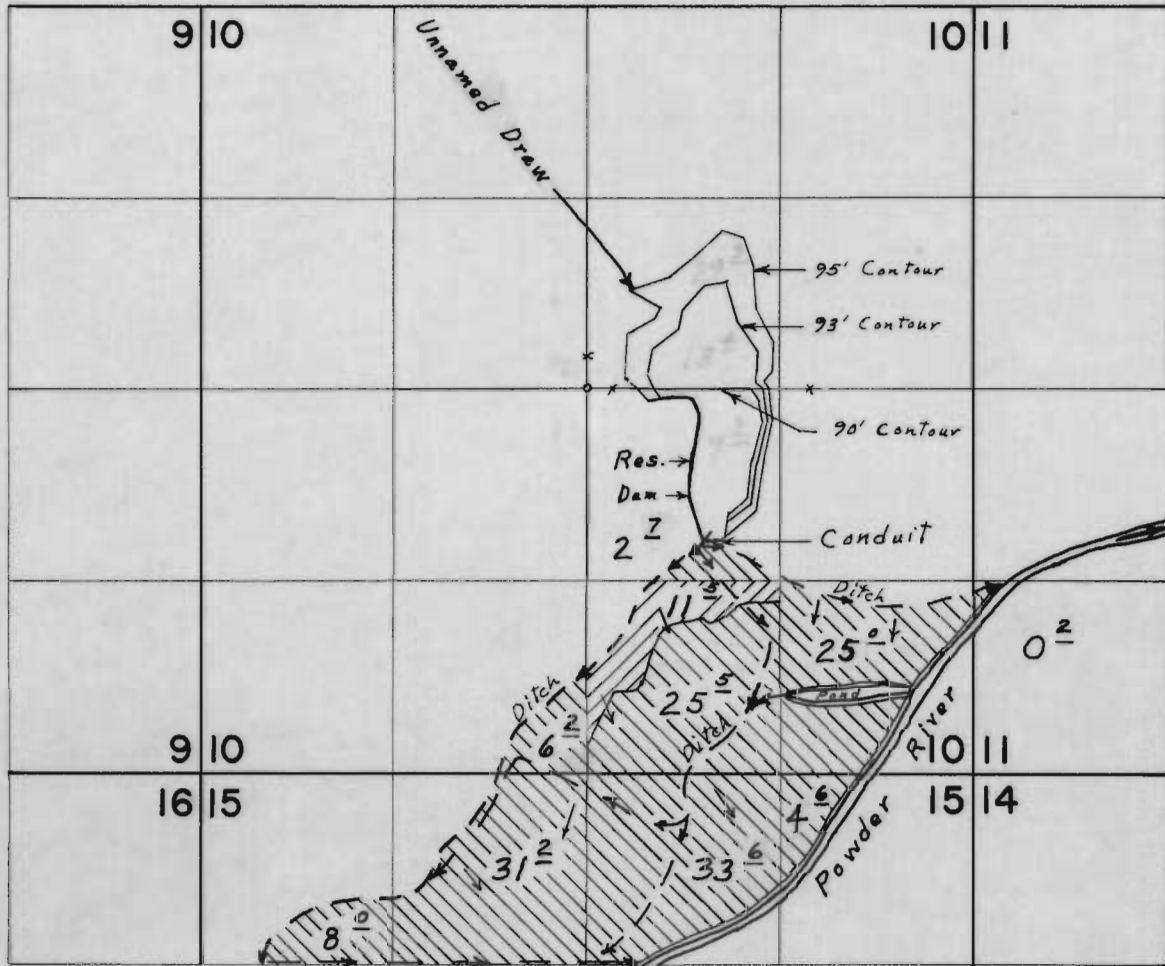 9 10
10 11
Unnamed Draw
95' Contour
93' Contour
90' Contour
Res.
Dam
2 7
Conduit
Ditch
11
25 0
0 2
25 5
Pond
Ditch
Ditch
6 2
River
9 10
10 11
16 15
15 14
4 6
Powder
31 2
33 6
8 10